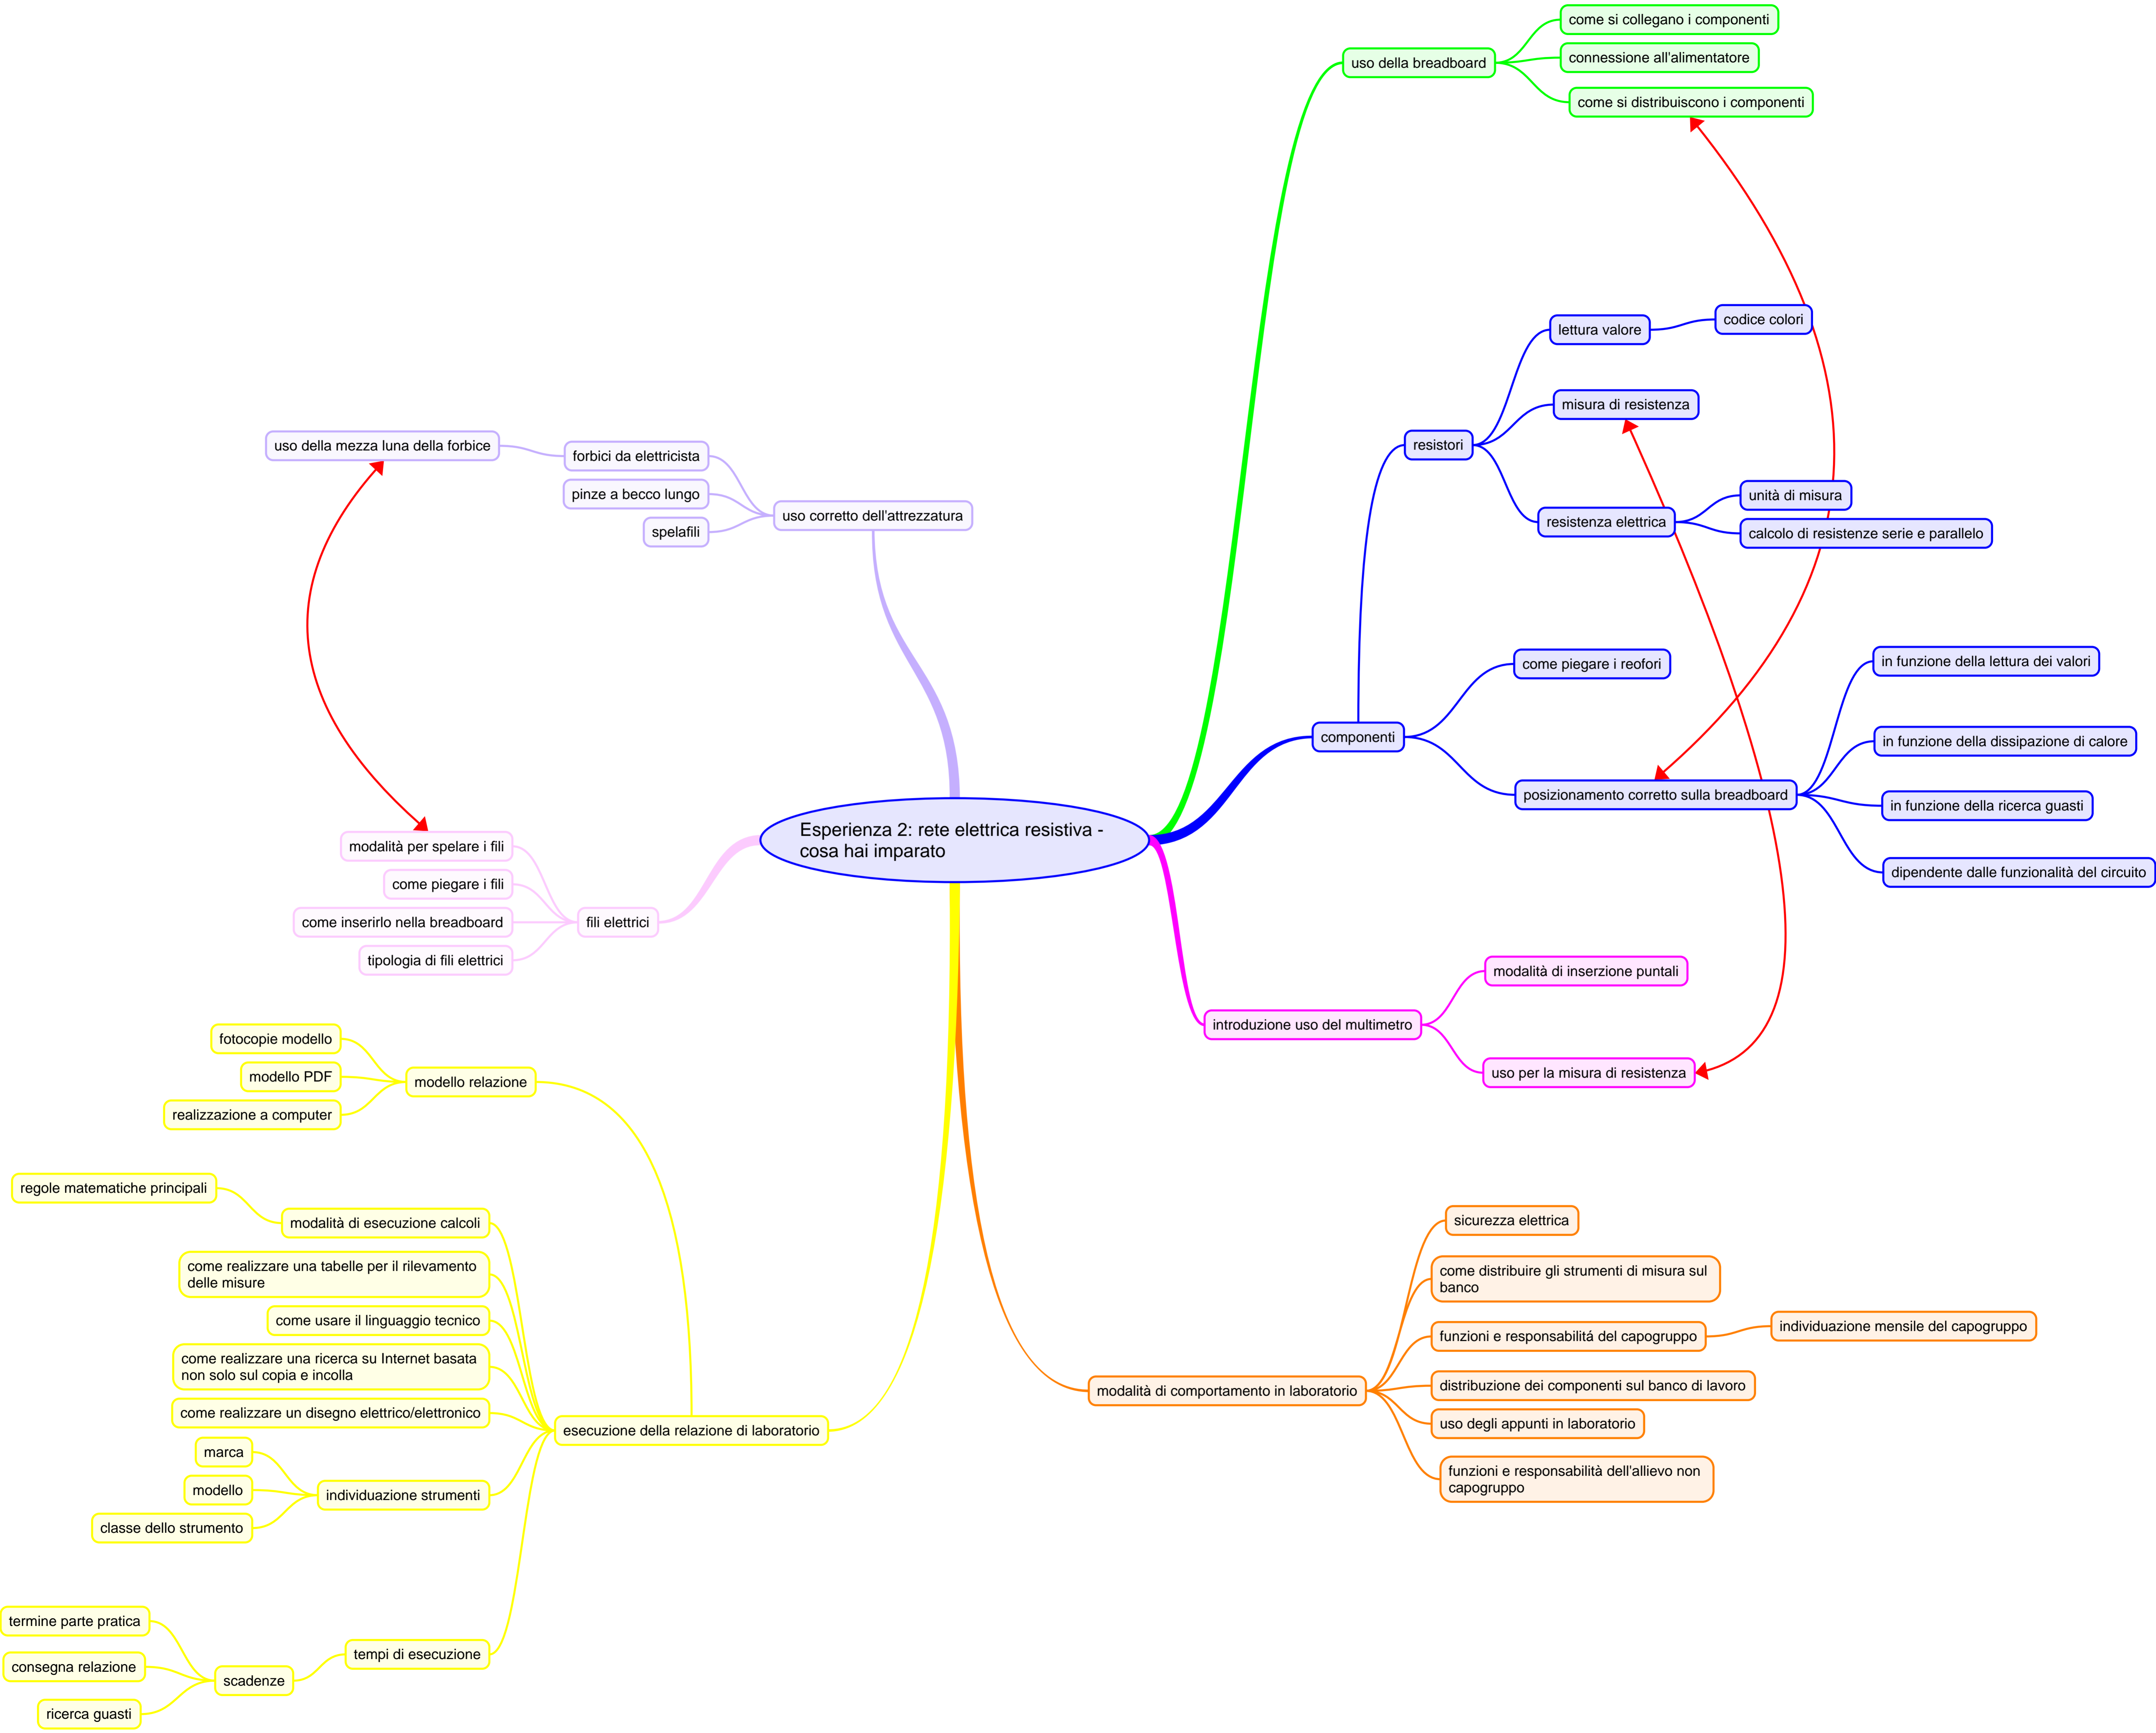 Esperienza 2: rete elettrica resistiva -
cosa hai imparato
uso della breadboard
come si collegano i componenti
connessione all'alimentatore
come si distribuiscono i componenti
componenti
resistori
lettura valore
codice colori
misura di resistenza
resistenza elettrica
unità di misura
calcolo di resistenze serie e parallelo
come piegare i reofori
posizionamento corretto sulla breadboard
in funzione della lettura dei valori
in funzione della dissipazione di calore
in funzione della ricerca guasti
dipendente dalle funzionalità del circuito
introduzione uso del multimetro
modalità di inserzione puntali
uso per la misura di resistenza
modalità di comportamento in laboratorio
sicurezza elettrica
come distribuire gli strumenti di misura sul
banco
funzioni e responsabilitá del capogruppo
individuazione mensile del capogruppo
distribuzione dei componenti sul banco di lavoro
uso degli appunti in laboratorio
funzioni e responsabilità dell'allievo non
capogruppo
uso corretto dell'attrezzatura
forbici da elettricista
uso della mezza luna della forbice
pinze a becco lungo
spelafili
fili elettrici
modalità per spelare i fili
come piegare i fili
come inserirlo nella breadboard
tipologia di fili elettrici
esecuzione della relazione di laboratorio
modello relazione
fotocopie modello
modello PDF
realizzazione a computer
modalità di esecuzione calcoli
regole matematiche principali
come realizzare una tabelle per il rilevamento
delle misure
come usare il linguaggio tecnico
come realizzare una ricerca su Internet basata
non solo sul copia e incolla
come realizzare un disegno elettrico/elettronico
individuazione strumenti
marca
modello
classe dello strumento
tempi di esecuzione
scadenze
termine parte pratica
consegna relazione
ricerca guasti